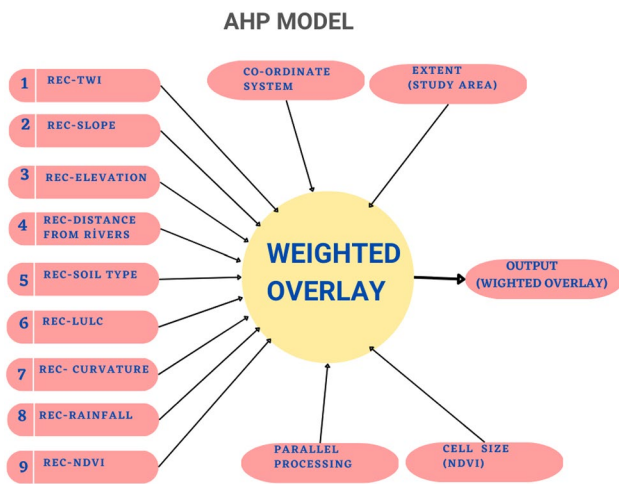 AHP MODEL
1 REC-TWI
2 REC-SLOPE
3 REC-ELEVATION
4 REC-DISTANCE
FROM RİVERS
5 REC-SOIL TYPE
6 REC-LULC
7 REC- CURVATURE
8 REC-RAINFALL
9 REC-NDVI
CO-ORDINATE
SYSTEM
EXTENT
(STUDY AREA)
WEIGHTED
OVERLAY
OUTPUT
(WIGHTED OVERLAY)
PARALLEL
PROCESSING
CELL SIZE
(NDVI)